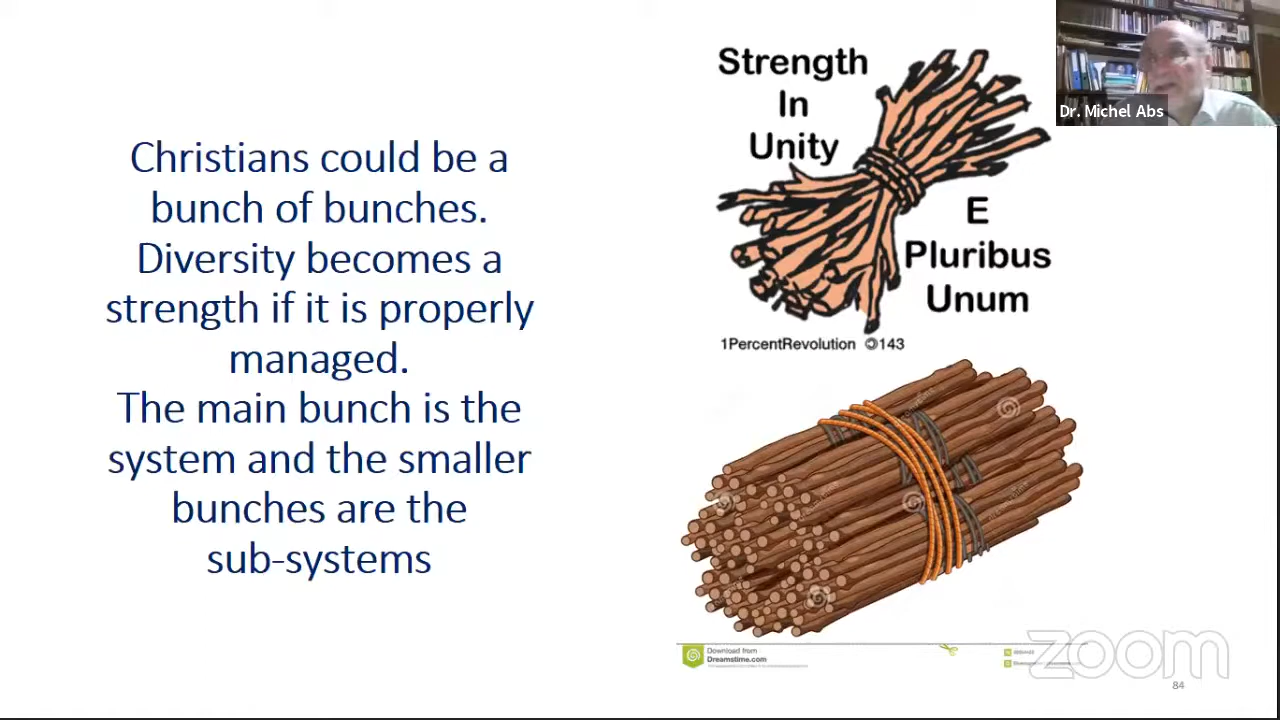 Christians could be a
bunch of bunches.
Diversity becomes a
strength if it is properly
managed.
The main bunch is the
system and the smaller
bunches are the
sub-systems
Strength
In
Unity
E
Pluribus
Unum
1PercentRevolution
143
Dr. Michel Abs
Download from
Dreamstime.com
zoom
84